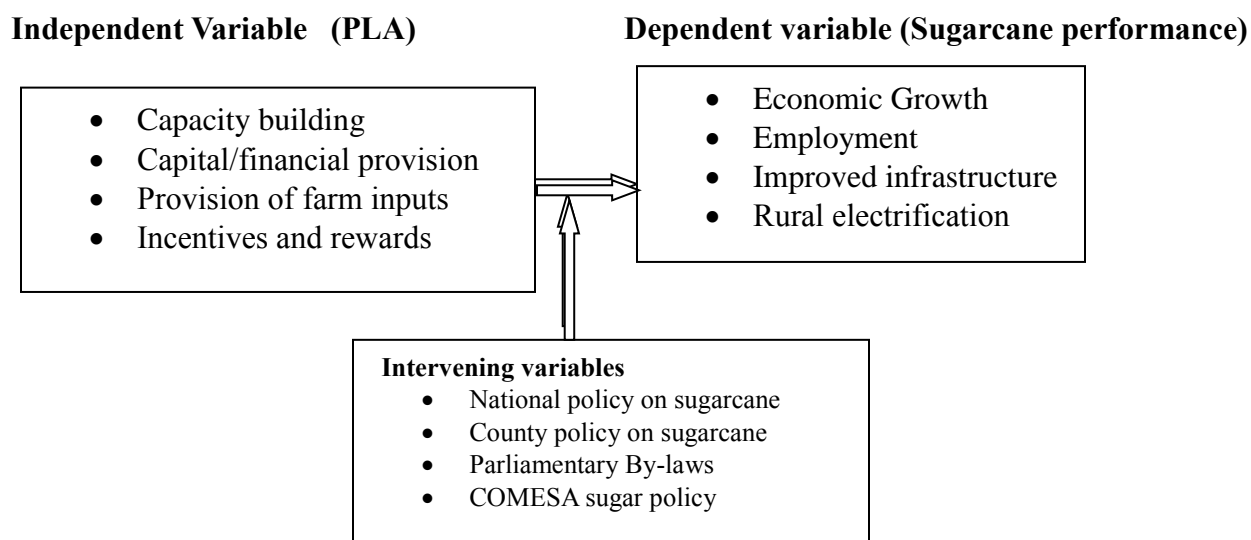 Independent Variable (PLA)
Dependent variable (Sugarcane performance)
• Capacity building
• Capital/financial provision
• Provision of farm inputs
• Incentives and rewards
• Economic Growth
• Employment
• Improved infrastructure
• Rural electrification
Intervening variables
• National policy on sugarcane
• County policy on sugarcane
• Parliamentary By-laws
• COMESA sugar policy